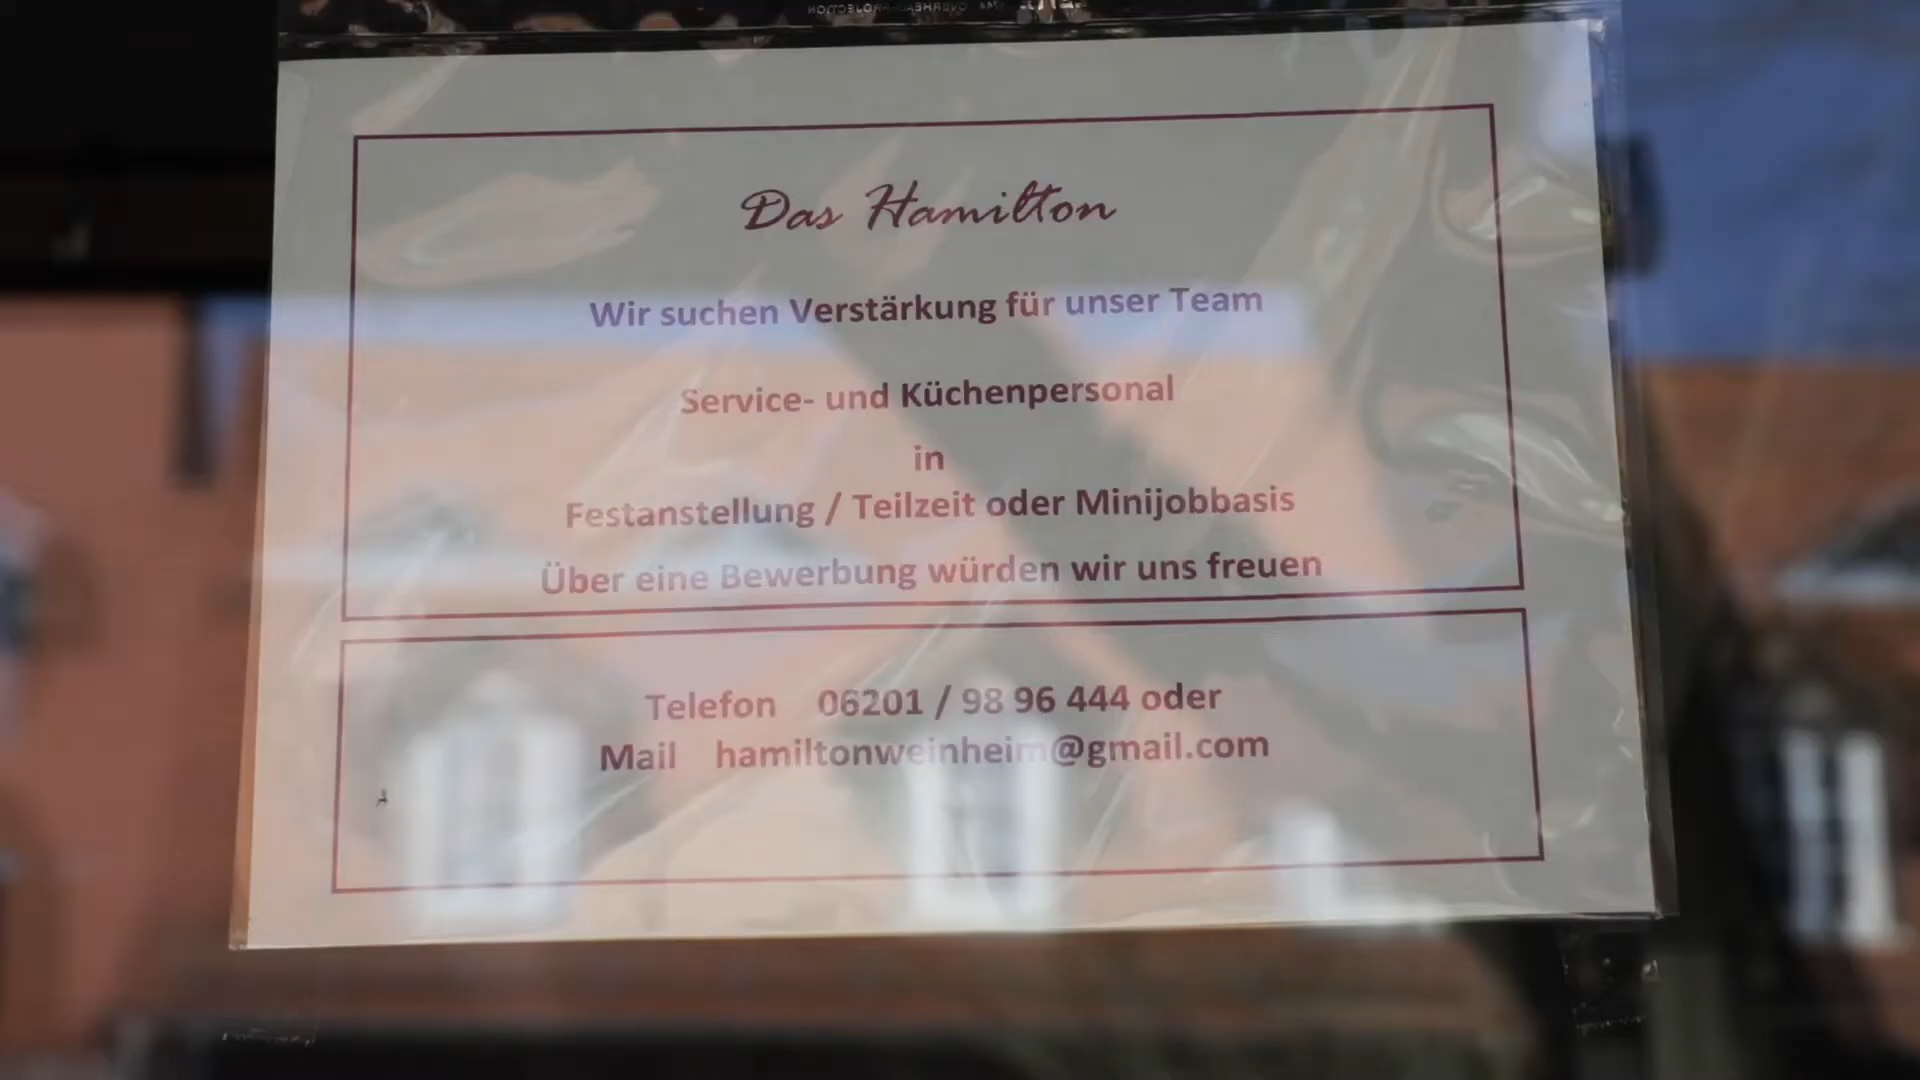 Das Hamilton
Wir suchen Verstärkung für unser Team
Service- und Küchenpersonal
in
Festanstellung / Teilzeit oder Minijobbasis
Über eine Bewerbung würden wir uns freuen
Telefon 06201 / 98 96 444 oder
Mail hamiltonweinheim@gmail.com